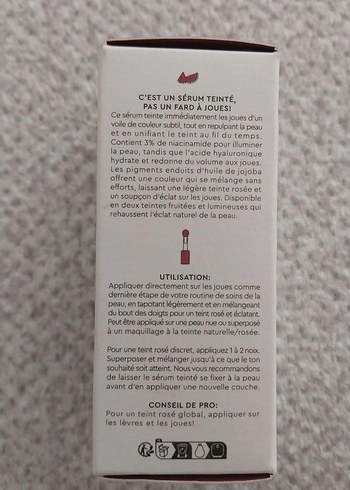 C'EST UN SÉRUM TEINTÉ,
PAS UN FARD À JOUES!
Ce sérum teinte immédiatement les joues d'un
voile de couleur subtil, tout en repulpant la peau
et en unifiant le teint au fil du temps.
Contient 3% de niacinamide pour illuminer
la peau, tandis que l'acide hyaluronique
hydrate et redonne du volume aux joues.
Les pigments enduits d'huile de jojoba
offrent une couleur qui se mélange sans
efforts, laissant une légère teinte rosée et
un soupçon d'éclat sur les joues. Disponible
en deux teintes fruitées et lumineuses qui
rehaussent l'éclat naturel de la peau.
UTILISATION:
Appliquer directement sur les joues comme
dernière étape de votre routine de soins de la
peau, en tapotant légèrement et en mélangeant
du bout des doigts pour un teint rosé et éclatant.
Peut être appliqué sur une peau nue ou superposé
à un maquillage à la teinte naturelle/rosée.
Pour une teint rosé discret, appliquez 1 à 2 noix.
Superposer et mélanger jusqu'à ce que le ton
souhaité soit atteint. Nous vous recommandons
de laisser le sérum teinté se fixer à la peau
avant d'en appliquer une nouvelle couche.
CONSEIL DE PRO:
Pour un teint rosé global, appliquer sur
les lèvres et les joues!